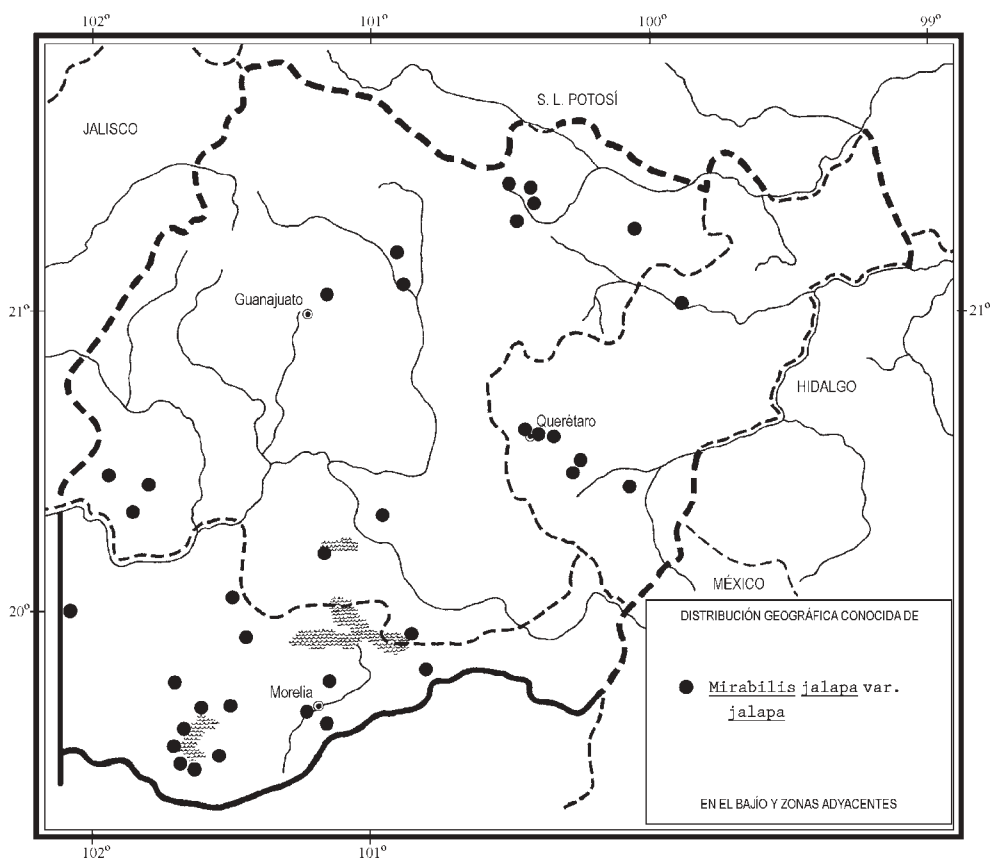 102º 101º 100º 99º
S. L. POTOSÍ
JALISCO
Guanajuato
21º 21º
HIDALGO
Querétaro
MÉXICO
20º
DISTRIBUCIÓN GEOGRÁFICA CONOCIDA DE
Mirabilis jalapa var.
jalapa
Morelia
EN EL BAJÍO Y ZONAS ADYACENTES
102º 101º